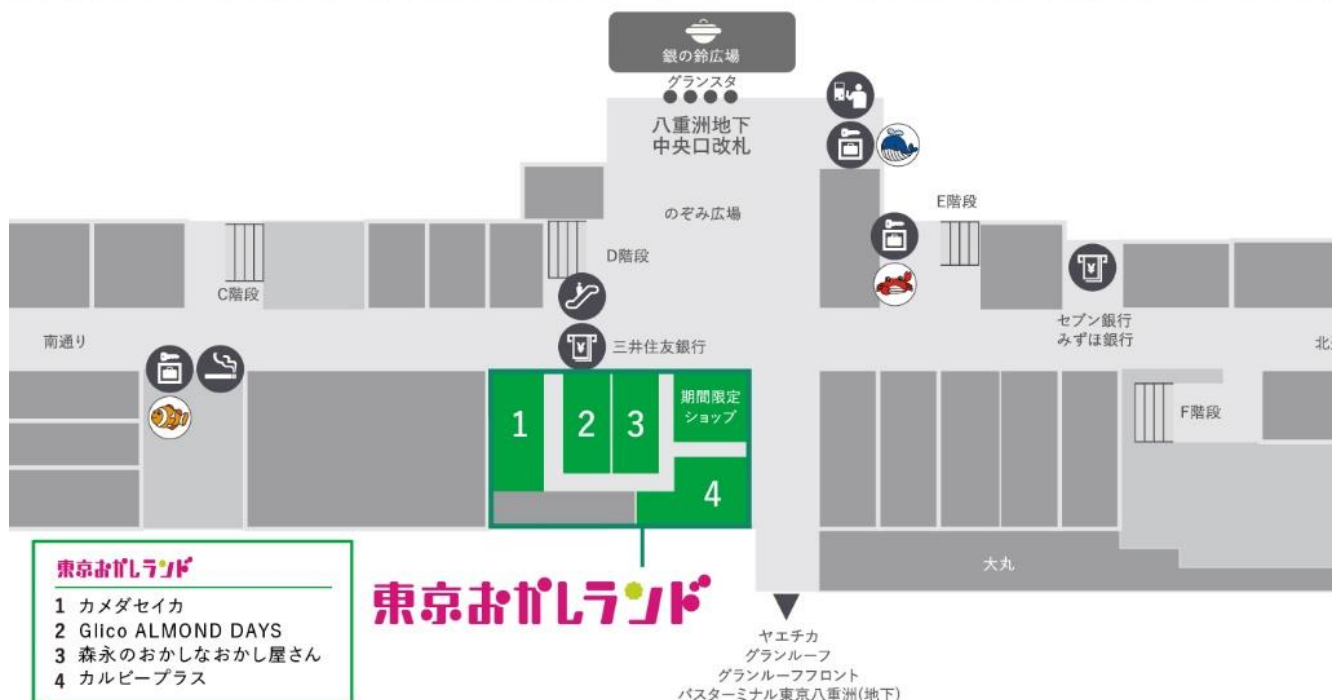 銀の鈴広場
グランスタ
八重洲地下
中央口改札
のぞみ広場
E階段
D階段
C階段
セブン銀行
みずほ銀行
南通り
三井住友銀行
北
1
2
3
期間限定
ショップ
F階段
4
大丸
東京おかしランド
1 カメダセイカ
2 Glico ALMOND DAYS
3 森永のおかしなおかし屋さん
4 カルビープラス
東京おかしランド
ヤエチカ
グランルーフ
グランルーフフロント
バスターミナル東京八重洲(地下)